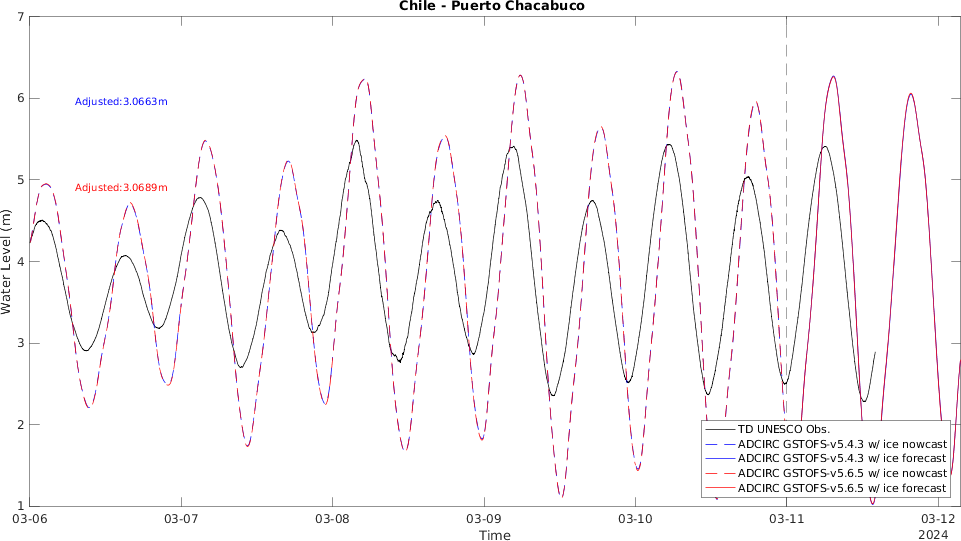 Chile - Puerto Chacabuco
7
6
5
4
3
2
1
Water Level (m)
Adjusted:3.0663m
Adjusted:3.0689m
TD UNESCO Obs.
ADCIRC GSTOFS-v5.4.3 w/ ice nowcast
ADCIRC GSTOFS-v5.4.3 w/ ice forecast
ADCIRC GSTOFS-v5.6.5 w/ ice nowcast
ADCIRC GSTOFS-v5.6.5 w/ ice forecast
03-06 03-07 03-08 03-09 03-10 03-11 03-12
Time 2024